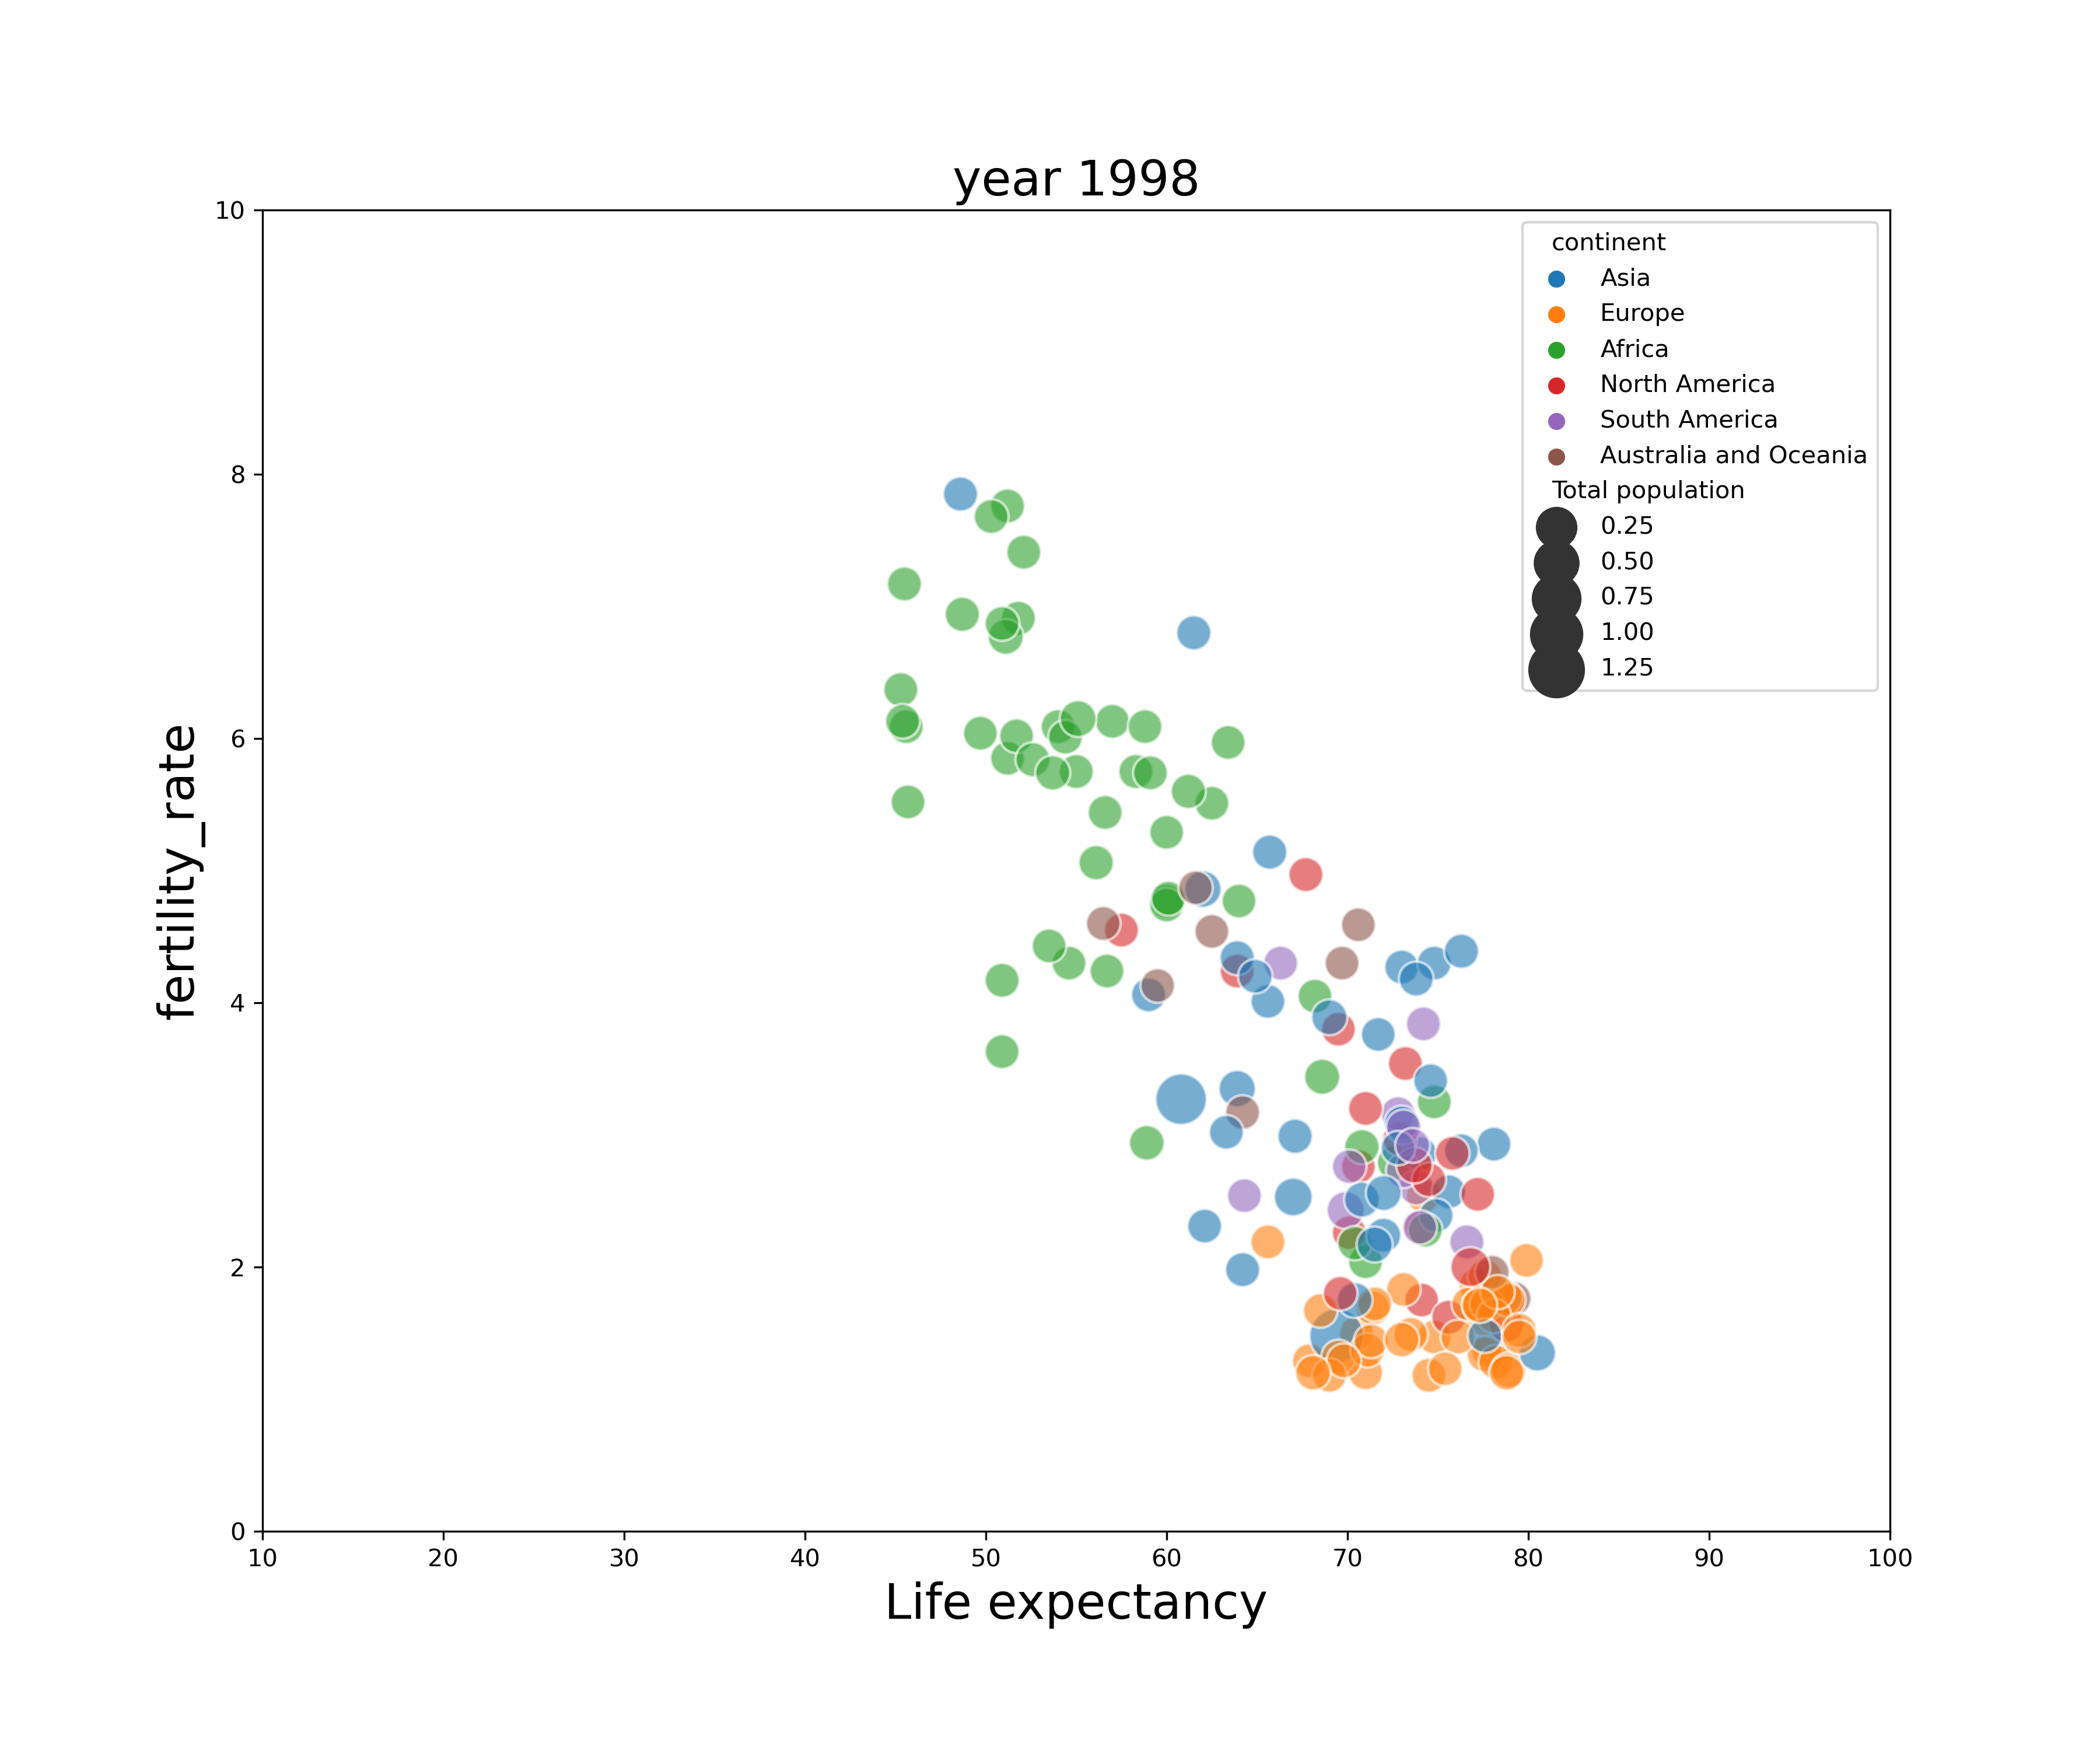 year 1998
10
8
6
4
2
0
fertility_rate
continent
Asia
Europe
Africa
North America
South America
Australia and Oceania
Total population
0.25
0.50
0.75
1.00
1.25
10 20 30 40 50 60 70 80 90 100
Life expectancy